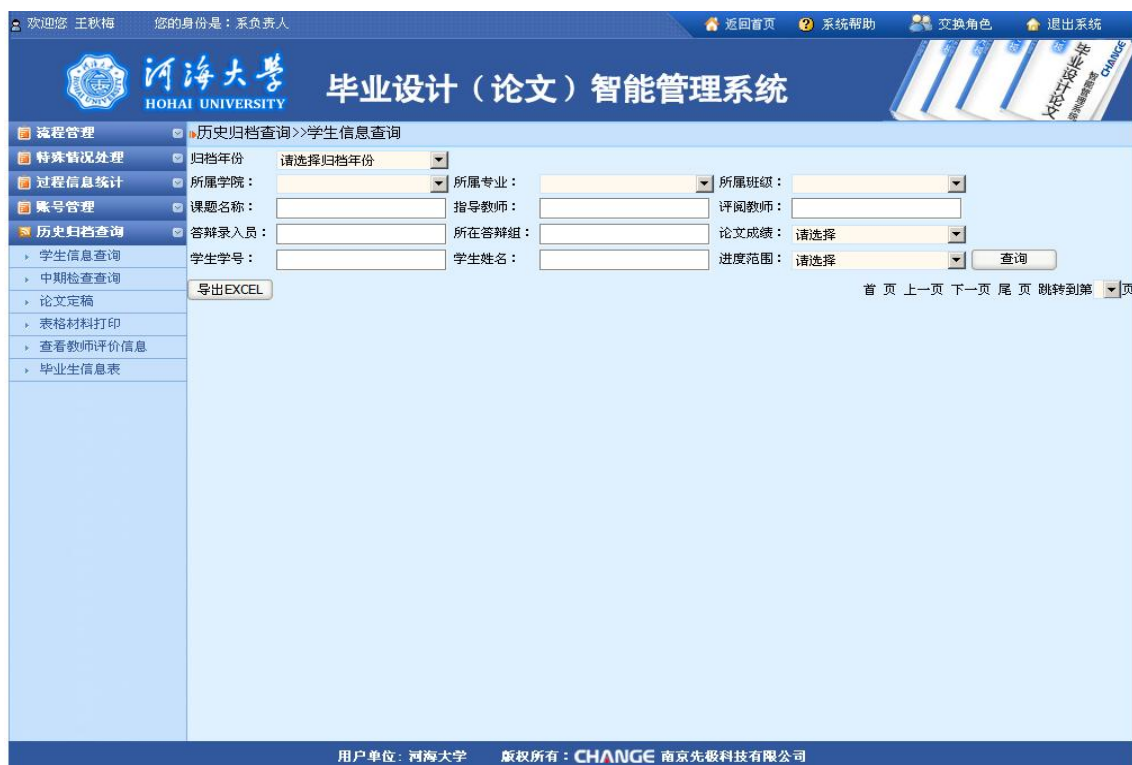 欢迎您 王秋梅 您的身份是：系负责人 返回首页 系统帮助 交换角色 退出系统
河海大学
HOHAI UNIVERSITY
毕业设计（论文）智能管理系统
毕业设计论文
智能管理系统
CHANGE
流程管理
特殊情况处理
过程信息统计
账号管理
历史归档查询
学生信息查询
中期检查查询
论文定稿
表格材料打印
查看教师评价信息
毕业生信息表
历史归档查询>>学生信息查询
归档年份 请选择归档年份
所属学院： 所属专业： 所属班级：
课题名称： 指导教师： 评阅教师：
答辩录入员： 所在答辩组： 论文成绩： 请选择
学生学号： 学生姓名： 进度范围： 请选择 查询
导出EXCEL 首 页 上一页 下一页 尾 页 跳转到第 页
用户单位: 河海大学 版权所有：CHANGE 南京先极科技有限公司